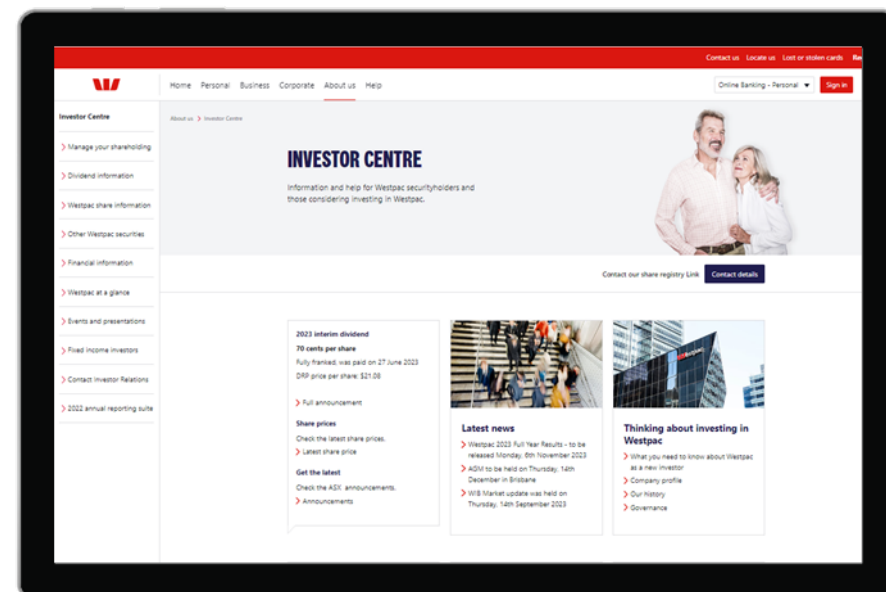 Contact us Locate us Lost or stolen cards
Home Personal Business Corporate About us Help
Online Banking - Personal
Sign in
Investor Centre
Manage your shareholding
Dividend information
Westpac share information
Other Westpac securities
Financial information
Westpac at a glance
Events and presentations
Fixed income investors
Contact Investor Relations
2022 annual reporting suite
About us Investor Centre
INVESTOR CENTRE
Information and help for Westpac securityholders and
those considering investing in Westpac.
Contact our share registry Link
Contact details
2023 interim dividend
70 cents per share
Fully franked, was paid on 27 June 2023
DRP price per share: $21.08
Full announcement
Share prices
Check the latest share prices.
Latest share price
Get the latest
Check the ASX announcements.
Announcements
Latest news
Westpac 2023 Full Year Results - to be
released Monday, 6th November 2023
AGM to be held on Thursday, 14th
December in Brisbane
WIB Market update was held on
Thursday, 14th September 2023
Westpac
Thinking about investing in
Westpac
What you need to know about Westpac
as a new investor
Company profile
Our history
Governance